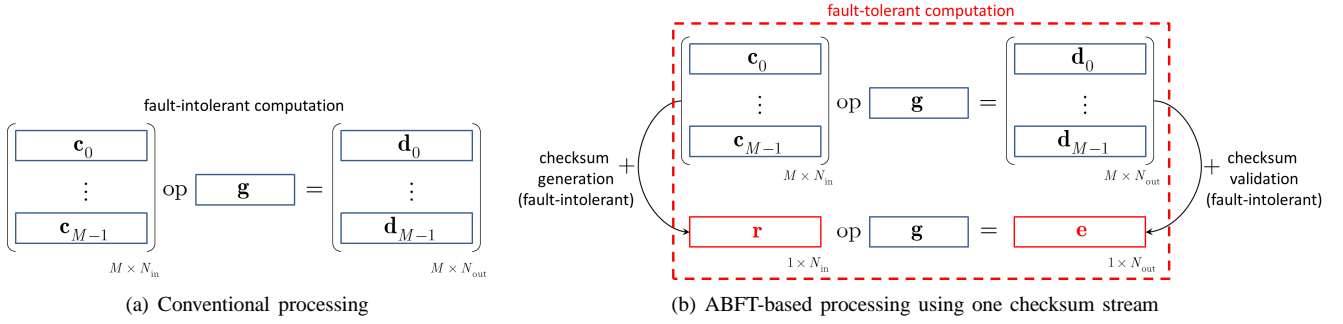 fault-intolerant computation
c_0
⋮
c_{M−1}
M × N_in
op
g
=
d_0
⋮
d_{M−1}
M × N_out
(a) Conventional processing
fault-tolerant computation
c_0
⋮
c_{M−1}
M × N_in
op
g
=
d_0
⋮
d_{M−1}
M × N_out
+
checksum
generation
(fault-intolerant)
+
checksum
validation
(fault-intolerant)
r
1 × N_in
op
g
=
e
1 × N_out
(b) ABFT-based processing using one checksum stream